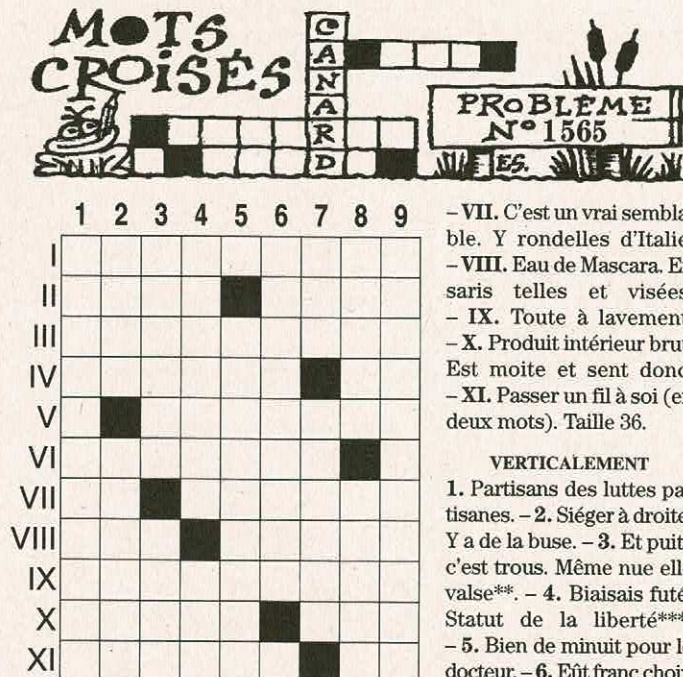 MOTS
CROISÉS
CANARD
PROBLÈME
N° 1565
ES.
1 2 3 4 5 6 7 8 9
I
II
III
IV
V
VI
VII
VIII
IX
X
XI
– VII. C'est un vrai sembla
ble. Y rondelles d'Italie
– VIII. Eau de Mascara. E
saris telles et visées
– IX. Toute à lavement
– X. Produit intérieur bru
Est moite et sent donc
– XI. Passer un fil à soi (e
deux mots). Taille 36.
VERTICALEMENT
1. Partisans des luttes pa
tisanes. – 2. Siéger à droite
Y a de la buse. – 3. Et puit
c'est trous. Même nue ell
valse**. – 4. Biaisais futé
Statut de la liberté***
– 5. Bien de minuit pour l
docteur. – 6. Eût franc choi